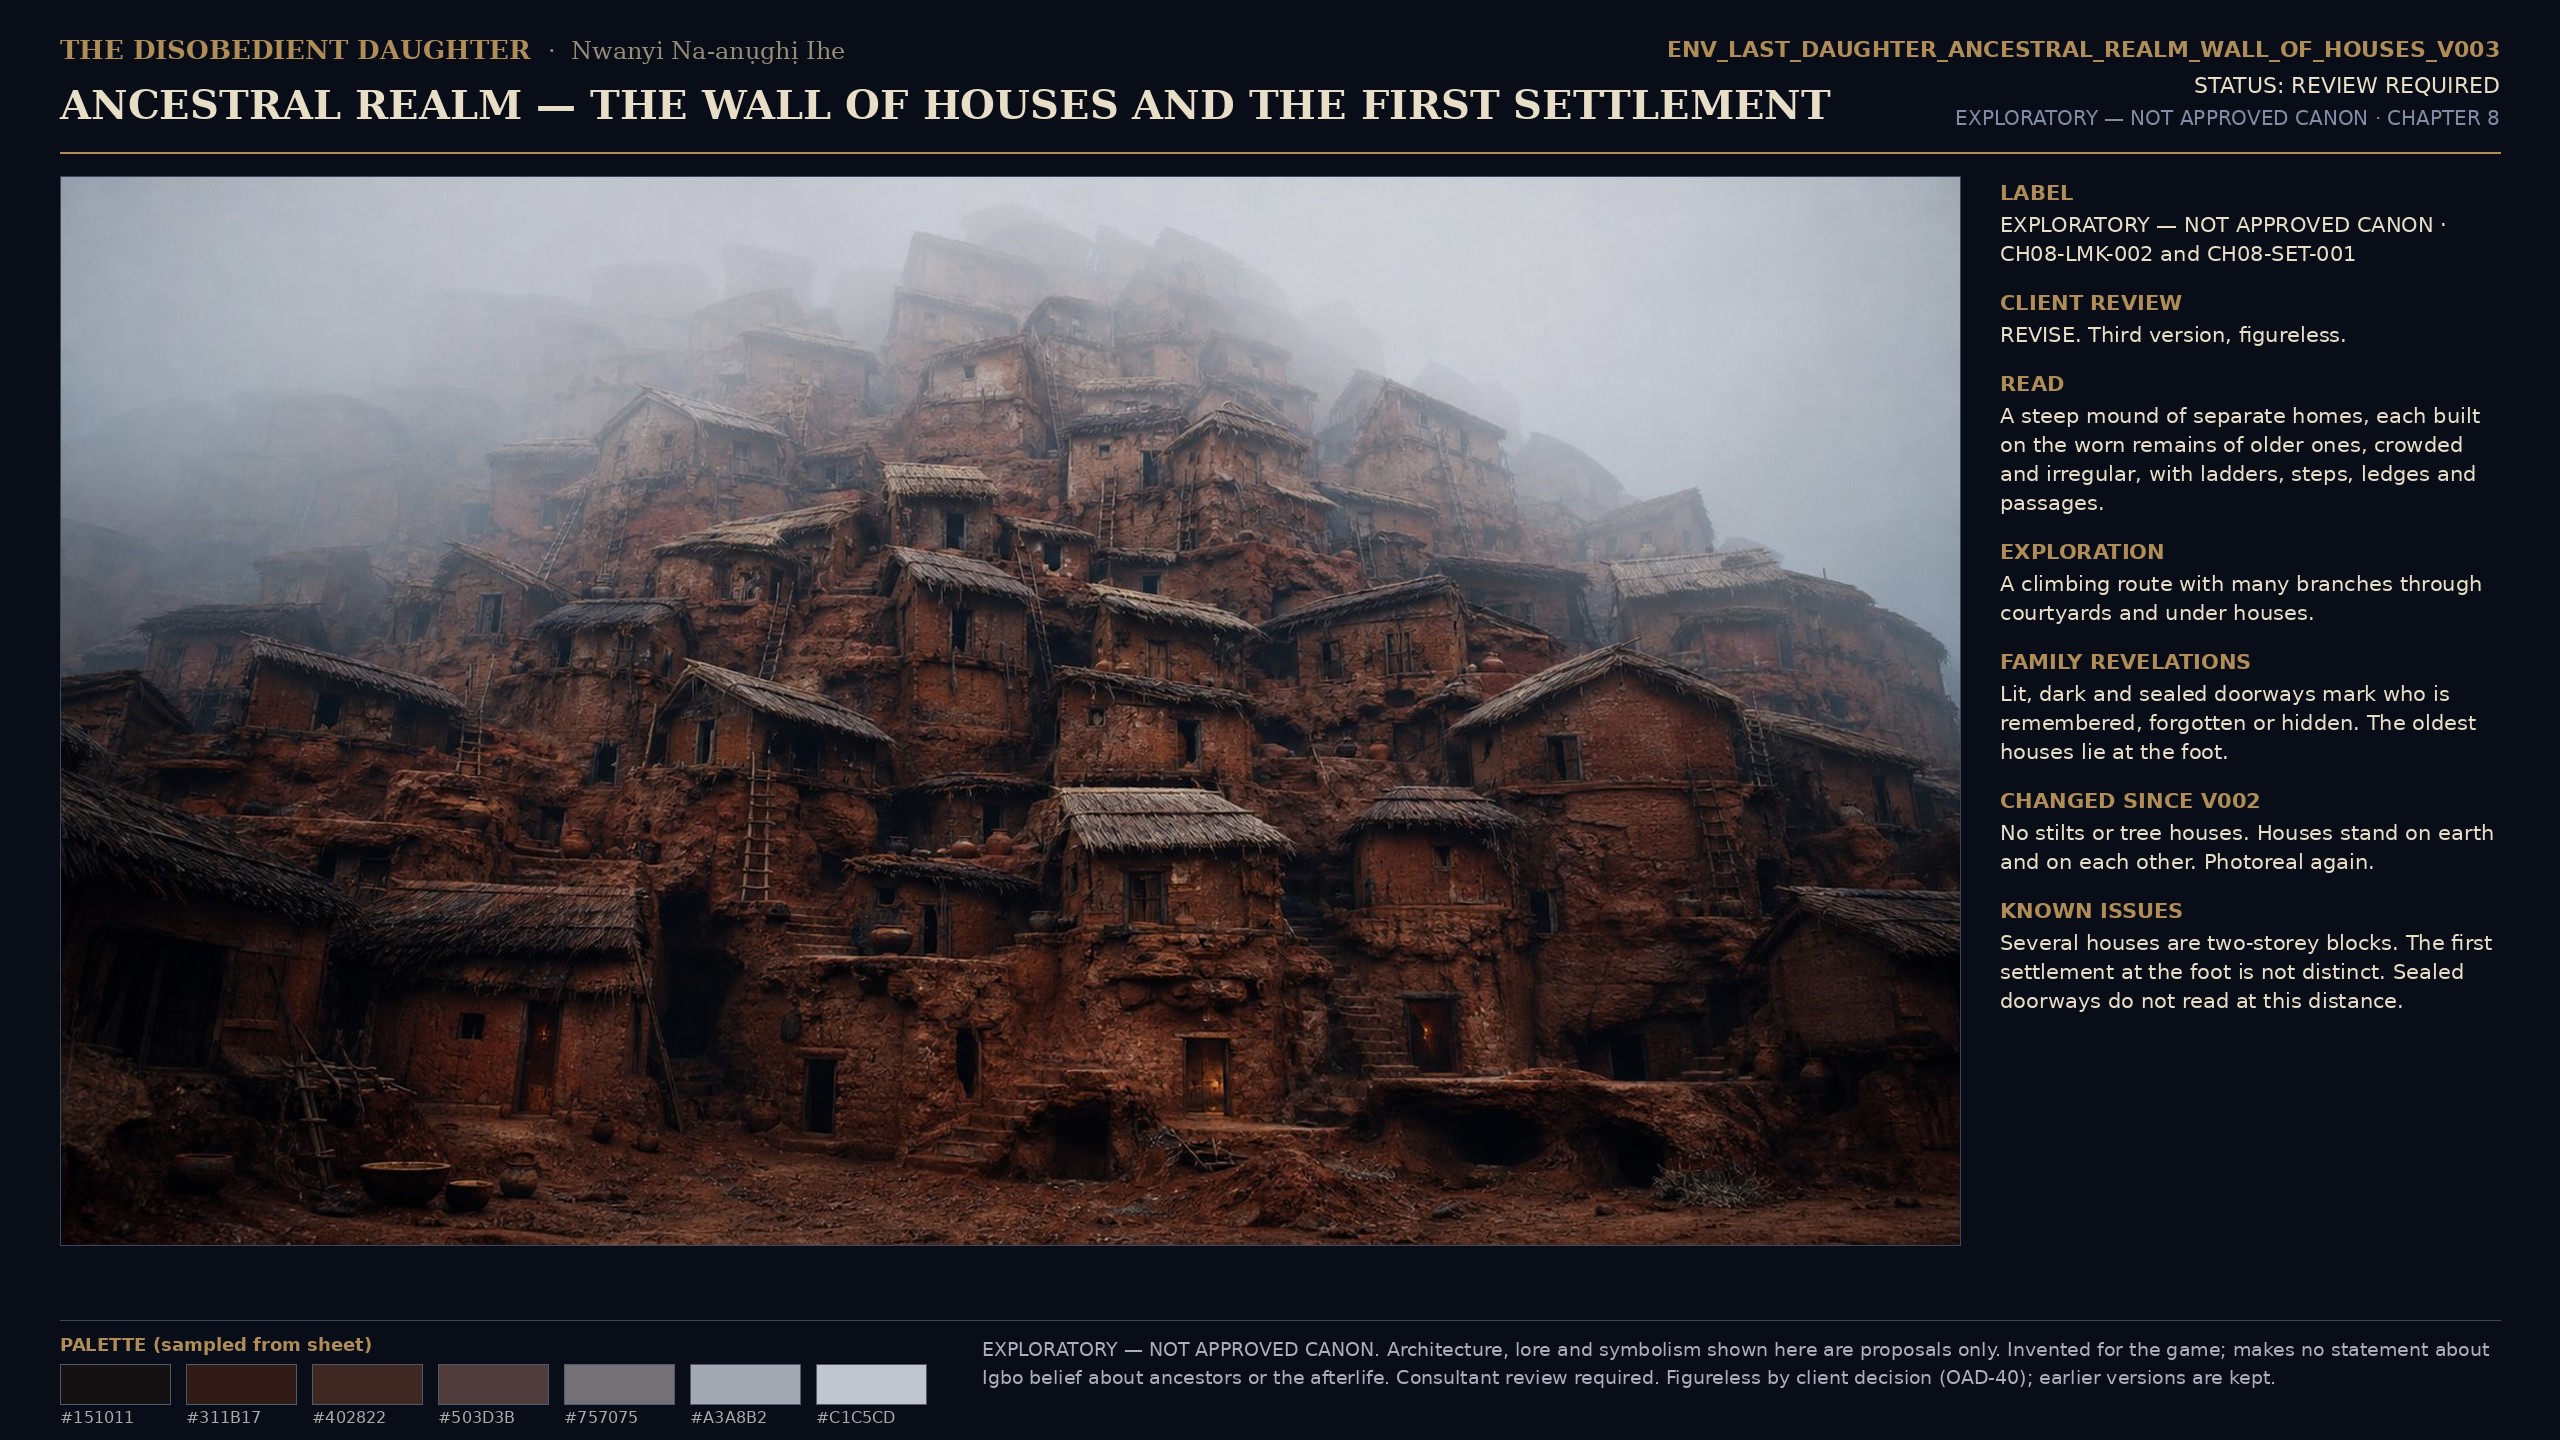 THE DISOBEDIENT DAUGHTER · Nwanyi Na-anụghị Ihe
ENV_LAST_DAUGHTER_ANCESTRAL_REALM_WALL_OF_HOUSES_V003
ANCESTRAL REALM — THE WALL OF HOUSES AND THE FIRST SETTLEMENT
STATUS: REVIEW REQUIRED
EXPLORATORY — NOT APPROVED CANON · CHAPTER 8
LABEL
EXPLORATORY — NOT APPROVED CANON ·
CH08-LMK-002 and CH08-SET-001
CLIENT REVIEW
REVISE. Third version, figureless.
READ
A steep mound of separate homes, each built
on the worn remains of older ones, crowded
and irregular, with ladders, steps, ledges and
passages.
EXPLORATION
A climbing route with many branches through
courtyards and under houses.
FAMILY REVELATIONS
Lit, dark and sealed doorways mark who is
remembered, forgotten or hidden. The oldest
houses lie at the foot.
CHANGED SINCE V002
No stilts or tree houses. Houses stand on earth
and on each other. Photoreal again.
KNOWN ISSUES
Several houses are two-storey blocks. The first
settlement at the foot is not distinct. Sealed
doorways do not read at this distance.
PALETTE (sampled from sheet)
#151011 #311B17 #402822 #503D3B #757075 #A3A8B2 #C1C5CD
EXPLORATORY — NOT APPROVED CANON. Architecture, lore and symbolism shown here are proposals only. Invented for the game; makes no statement about
Igbo belief about ancestors or the afterlife. Consultant review required. Figureless by client decision (OAD-40); earlier versions are kept.